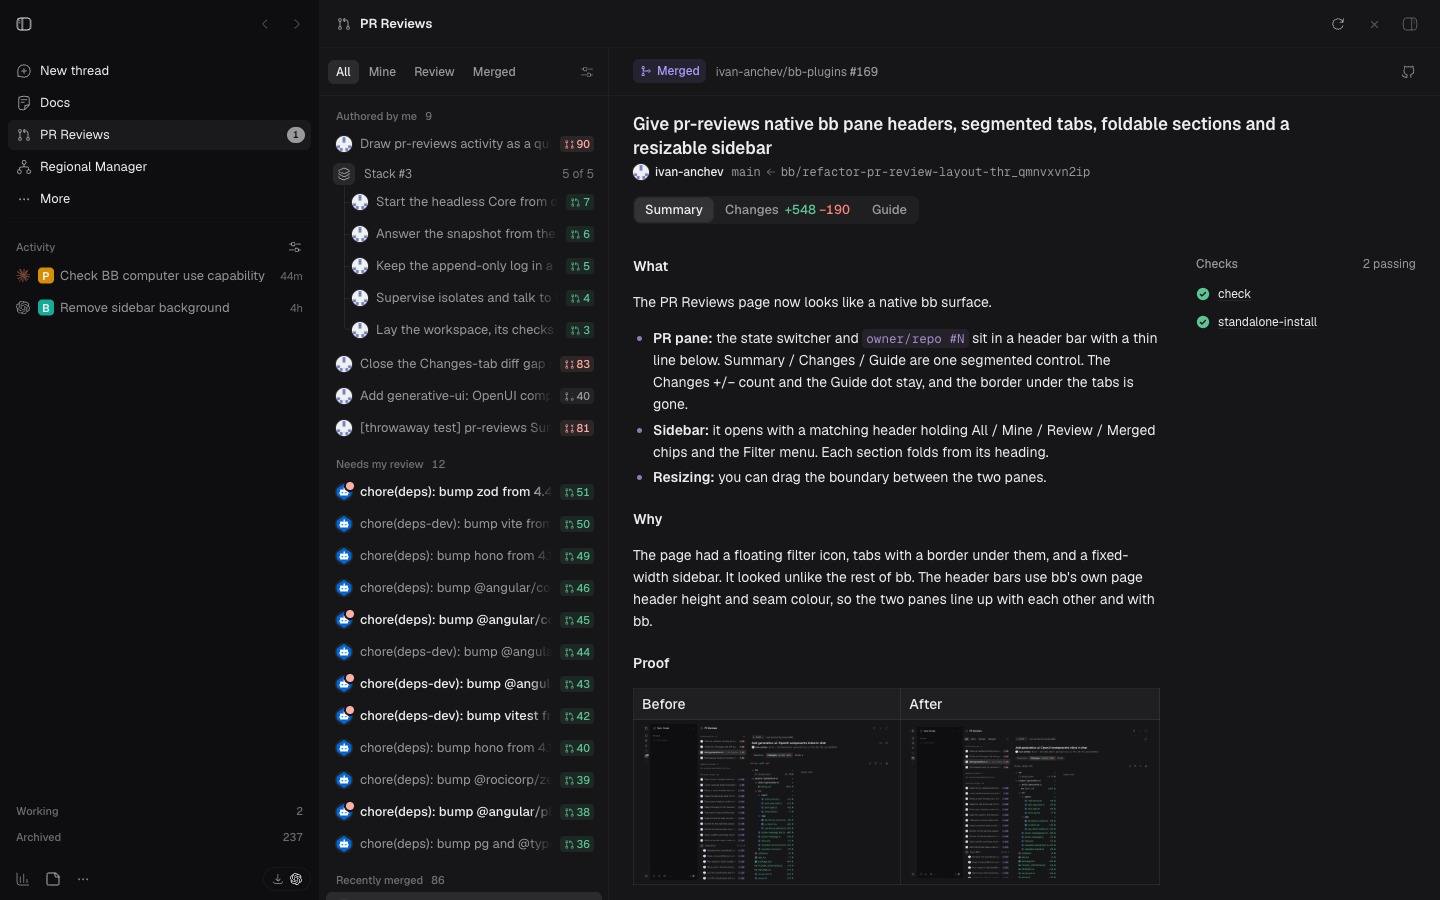 PR Reviews
New thread
Docs
PR Reviews 1
Regional Manager
More
Activity
P Check BB computer use capability 44m
B Remove sidebar background 4h
Working 2
Archived 237
All Mine Review Merged
Authored by me 9
Draw pr-reviews activity as a qu 90
Stack #3 5 of 5
Start the headless Core from 7
Answer the snapshot from the 6
Keep the append-only log in a 5
Supervise isolates and talk to 4
Lay the workspace, its checks 3
Close the Changes-tab diff gap 83
Add generative-ui: OpenUI com 40
[throwaway test] pr-reviews Su 81
Needs my review 12
chore(deps): bump zod from 4.4 51
chore(deps-dev): bump vite from 50
chore(deps): bump hono from 4. 49
chore(deps): bump @angular/co 46
chore(deps): bump @angular/co 45
chore(deps-dev): bump @angula 44
chore(deps-dev): bump @angul 43
chore(deps-dev): bump vitest f 42
chore(deps): bump hono from 4. 40
chore(deps): bump @rocicorp/ze 39
chore(deps): bump @angular/pl 38
chore(deps): bump pg and @typ 36
Recently merged 86
Merged ivan-anchev/bb-plugins #169
Give pr-reviews native bb pane headers, segmented tabs, foldable sections and a
resizable sidebar
ivan-anchev main ← bb/refactor-pr-review-layout-thr_qmnvxvn2ip
Summary Changes +548 −190 Guide
What
The PR Reviews page now looks like a native bb surface.
• PR pane: the state switcher and owner/repo #N sit in a header bar with a thin
line below. Summary / Changes / Guide are one segmented control. The
Changes +/− count and the Guide dot stay, and the border under the tabs is
gone.
• Sidebar: it opens with a matching header holding All / Mine / Review / Merged
chips and the Filter menu. Each section folds from its heading.
• Resizing: you can drag the boundary between the two panes.
Why
The page had a floating filter icon, tabs with a border under them, and a fixed-
width sidebar. It looked unlike the rest of bb. The header bars use bb's own page
header height and seam colour, so the two panes line up with each other and with
bb.
Proof
Before After
Checks 2 passing
check
standalone-install